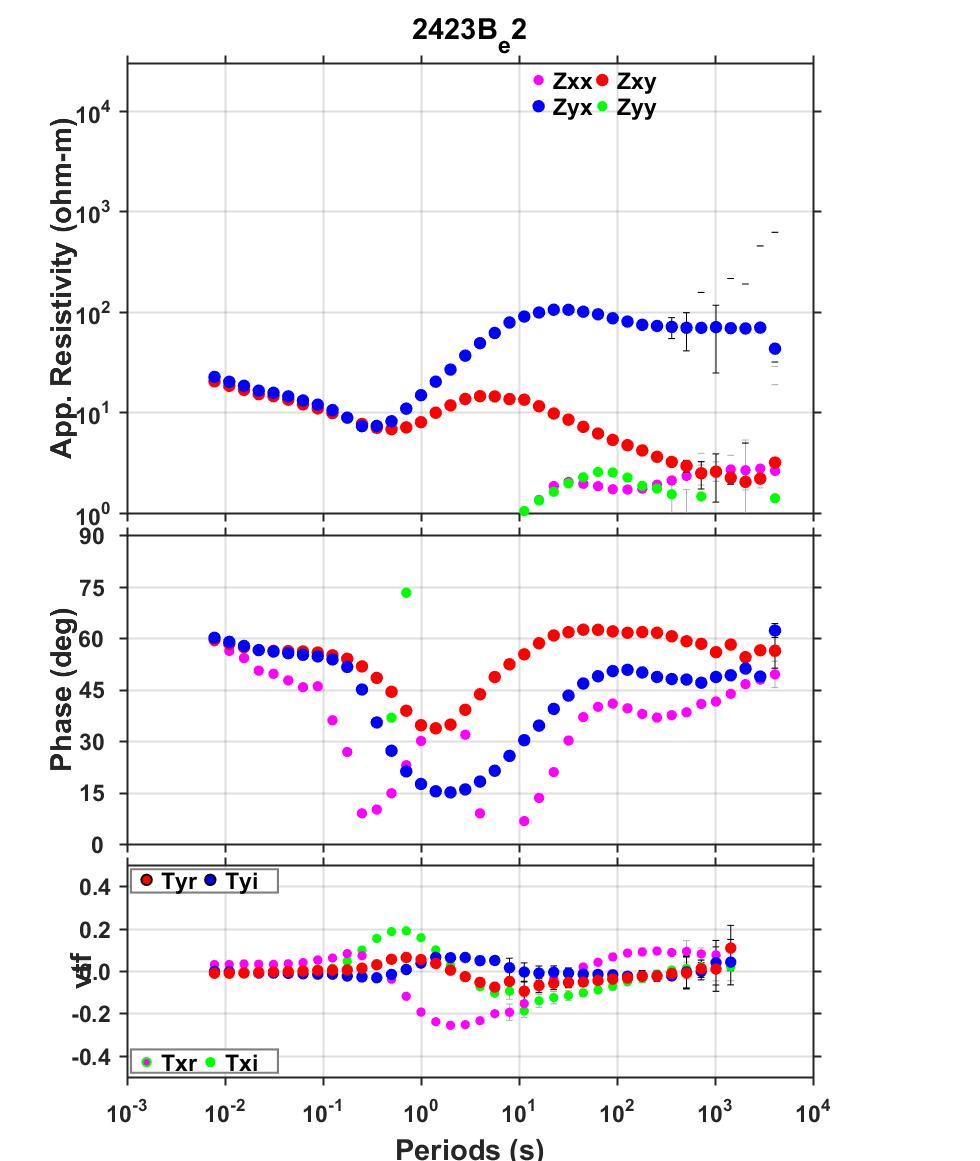 2423Be2
Zxx Zxy
Zyx Zyy
App. Resistivity (ohm-m)
10^4
10^3
10^2
10^1
10^0
Phase (deg)
90
75
60
45
30
15
0
Tyr Tyi
vtf
0.4
0.2
0.0
-0.2
-0.4
Txr Txi
10^-3 10^-2 10^-1 10^0 10^1 10^2 10^3 10^4
Periods (s)